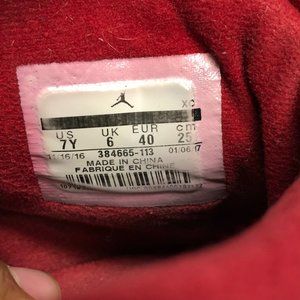 XC
US UK EUR cm
7Y 6 40 25
11/16/16 384665-113 01/06/17
MADE IN CHINA
FABRIQUE EN CHINE